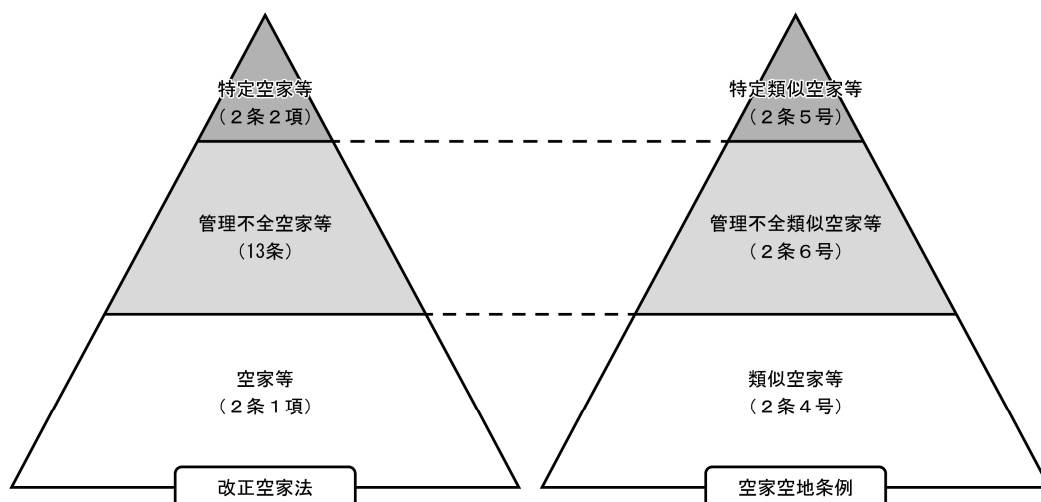 特定空家等
（２条２項）
管理不全空家等
（13条）
空家等
（２条１項）
改正空家法
特定類似空家等
（２条５号）
管理不全類似空家等
（２条６号）
類似空家等
（２条４号）
空家空地条例